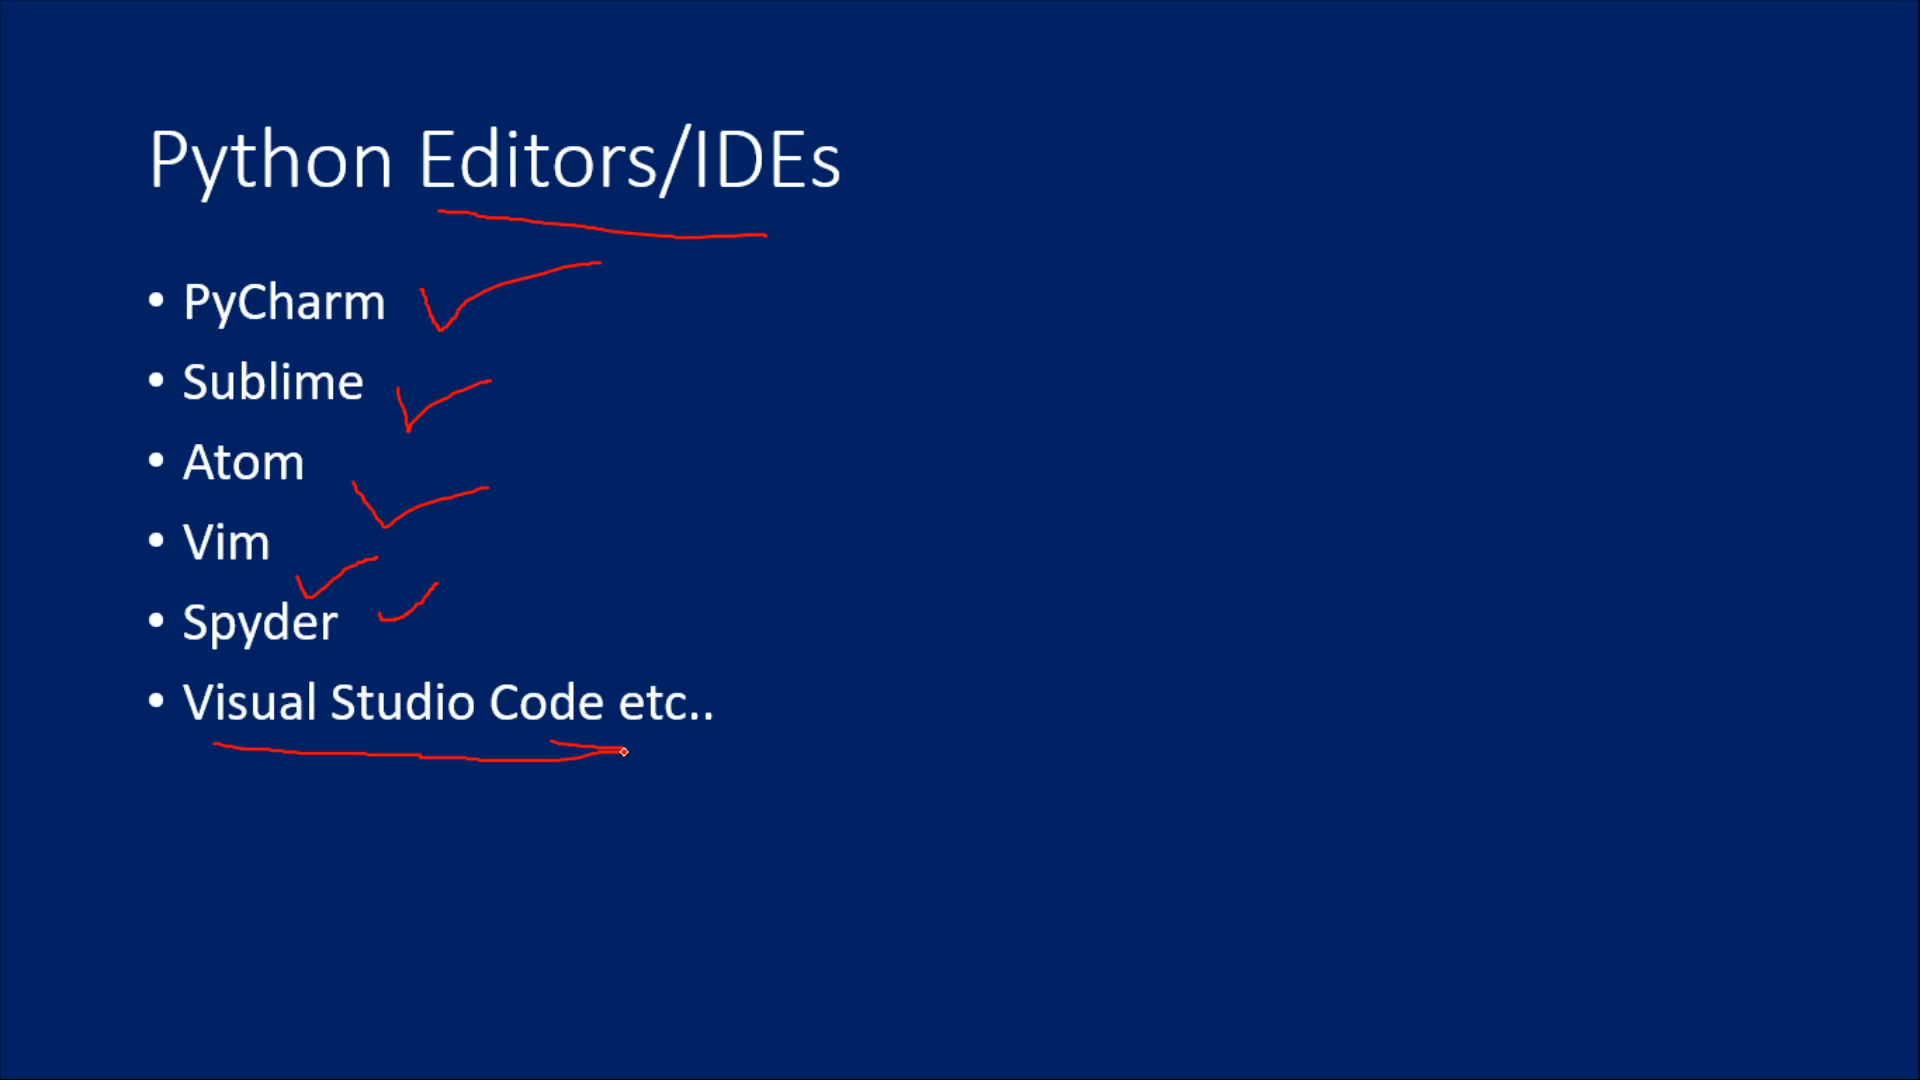 Python Editors/IDEs
• PyCharm
• Sublime
• Atom
• Vim
• Spyder
• Visual Studio Code etc..